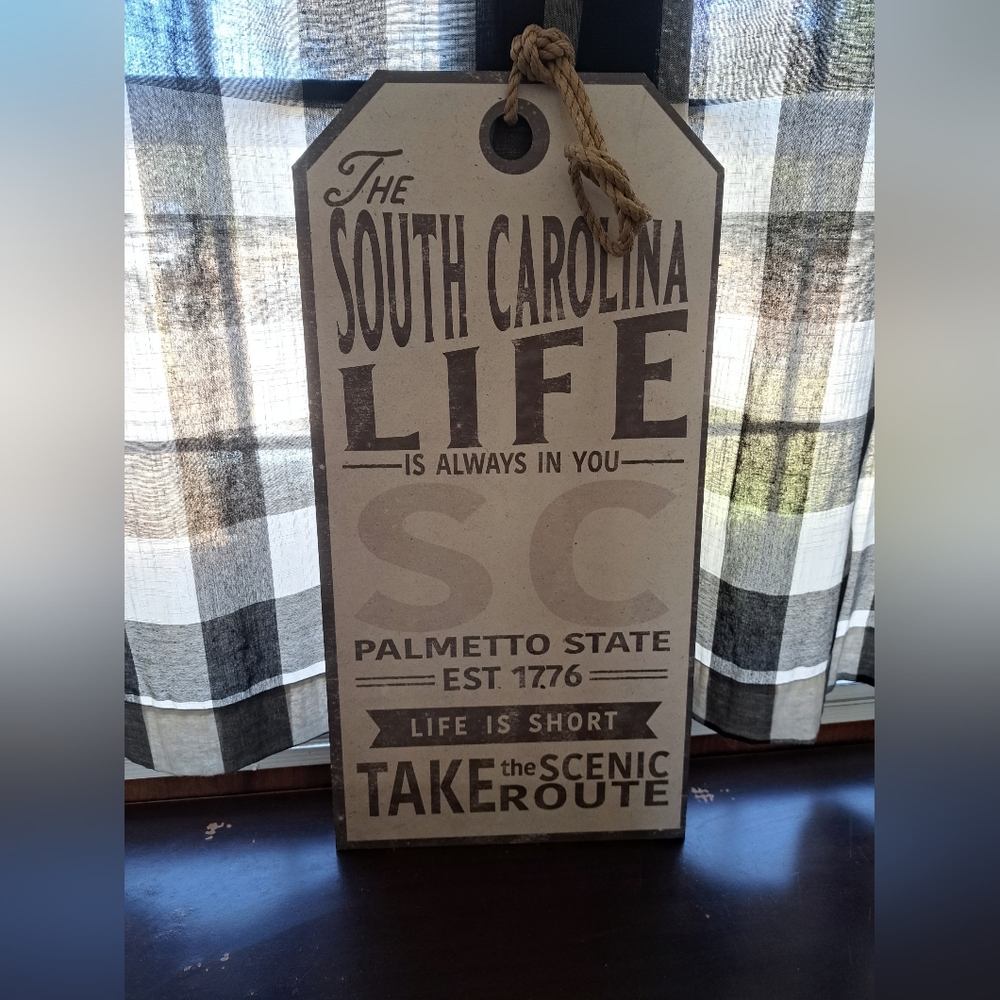 THE
SOUTH CAROLINA
LIFE
IS ALWAYS IN YOU
SC
PALMETTO STATE
EST 1776
LIFE IS SHORT
TAKE the SCENIC
ROUTE